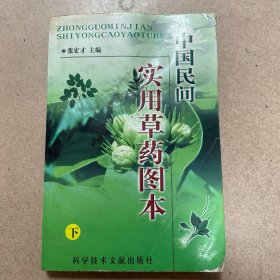 ZHONGGUOMINJIAN
SHIYONGCAOYAOTUBEN
●张宏才 主编
中国民间
实用草药图本
下
科学技术文献出版社